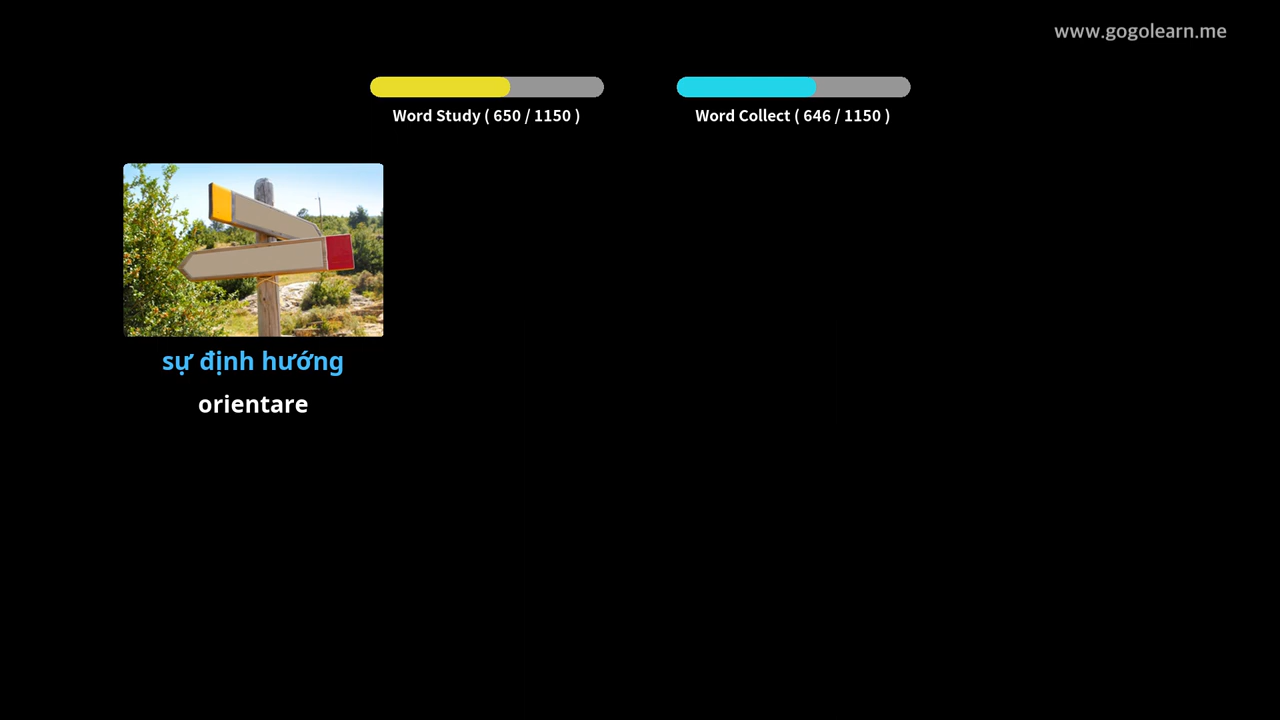 www.gogolearn.me
Word Study ( 650 / 1150 )
Word Collect ( 646 / 1150 )
sự định hướng
orientare